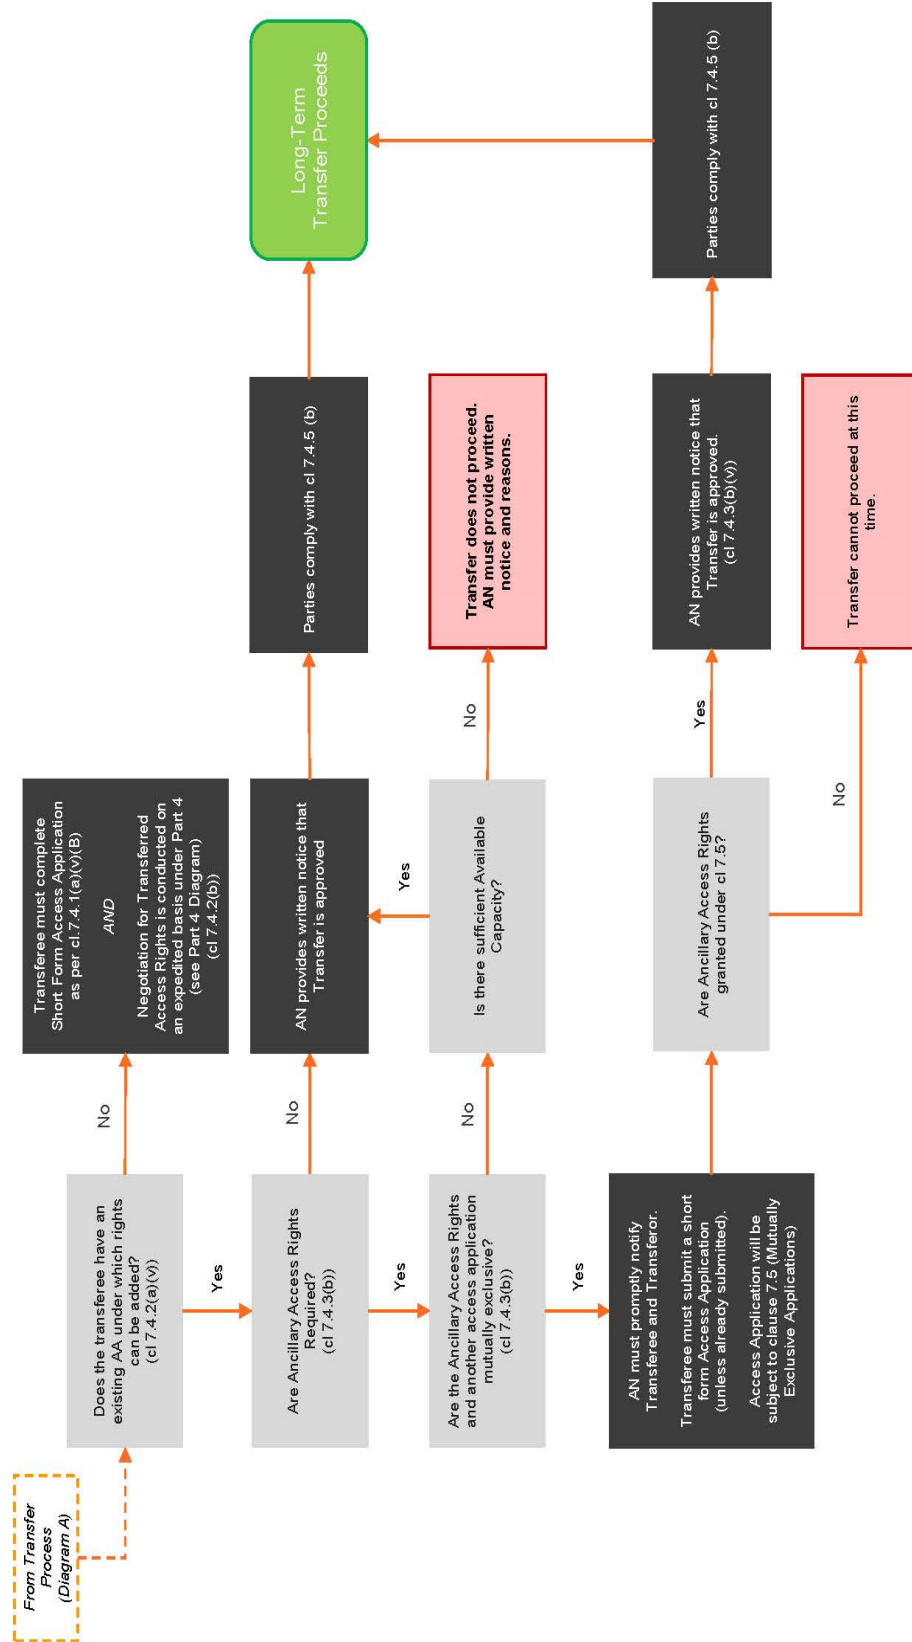 From Transfer
Process
(Diagram A)
Does the transferee have an
existing AA under which rights
can be added?
(cl 7.4.2(a)(v))
No
Transferee must complete
Short Form Access Application
as per cl.7.4.1(a)(v)(B)
AND
Negotiation for Transferred
Access Rights is conducted on
an expedited basis under Part 4
(see Part 4 Diagram)
(cl 7.4.2(b))
Yes
Are Ancillary Access Rights
Required?
(cl 7.4.3(b))
No
AN provides written notice that
Transfer is approved
Parties comply with cl 7.4.5 (b)
Long-Term
Transfer Proceeds
Yes
Yes
Are the Ancillary Access Rights
and another access application
mutually exclusive?
(cl 7.4.3(b))
No
Is there sufficient Available
Capacity?
No
Transfer does not proceed.
AN must provide written
notice and reasons.
Yes
AN must promptly notify
Transferee and Transferor.
Transferee must submit a short
form Access Application
(unless already submitted).
Access Application will be
subject to clause 7.5 (Mutually
Exclusive Applications)
Are Ancillary Access Rights
granted under cl 7.5?
Yes
AN provides written notice that
Transfer is approved.
(cl 7.4.3(b)(v))
Parties comply with cl 7.4.5 (b)
No
Transfer cannot proceed at this
time.